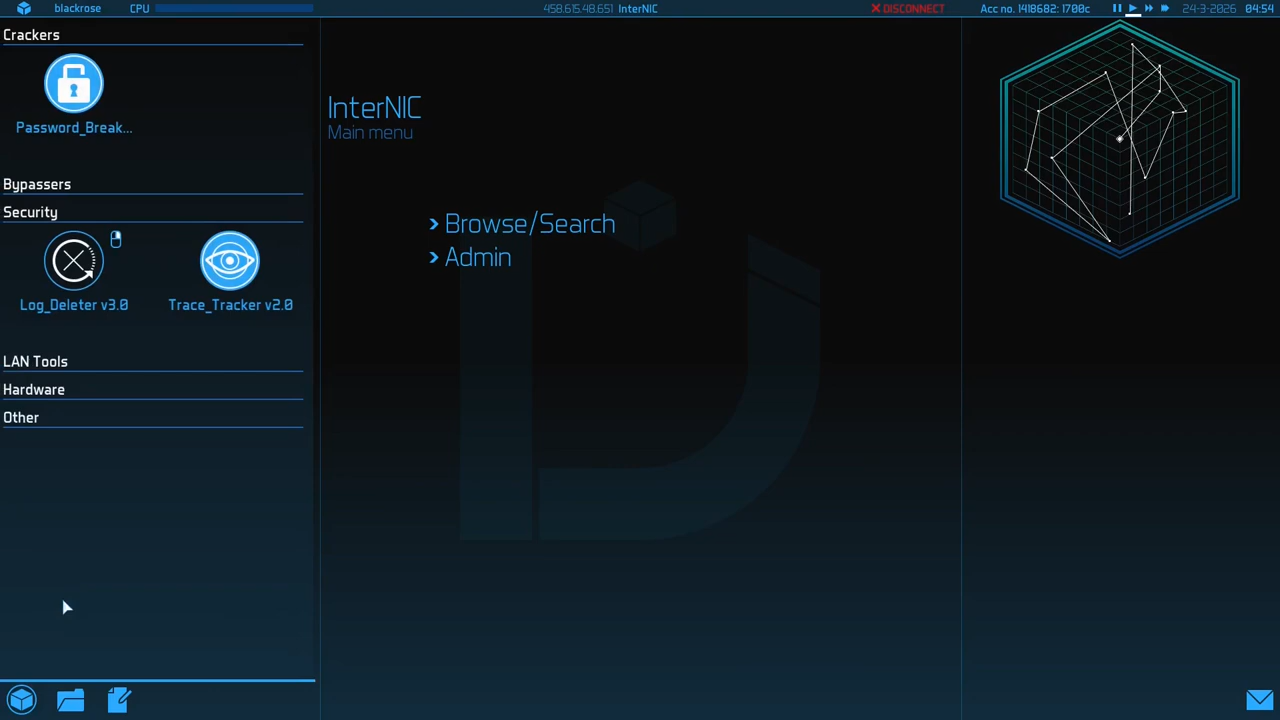 blackrose CPU 458.615.48.651 InterNIC DISCONNECT Acc no. 1418682: 1700c 24-3-2026 04:54
Crackers
Password_Break...
Bypassers
Security
Log_Deleter v3.0 Trace_Tracker v2.0
LAN Tools
Hardware
Other
InterNIC
Main menu
> Browse/Search
> Admin